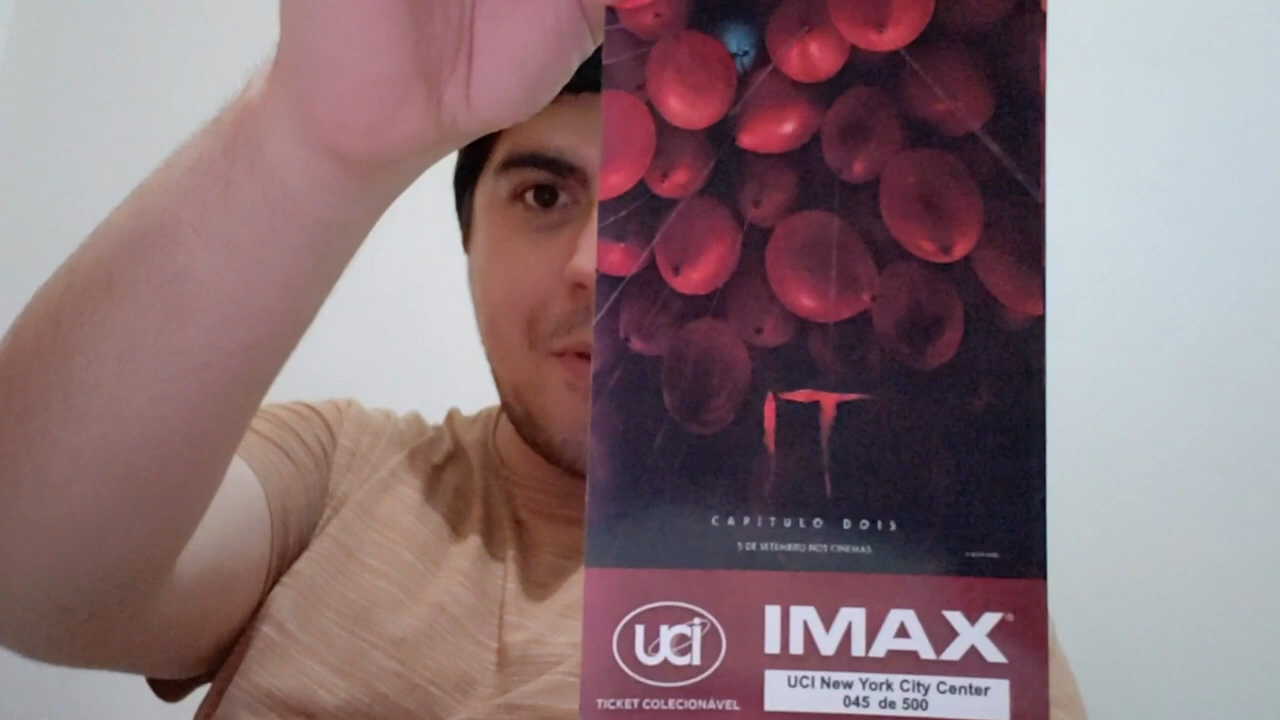 IT
CAPÍTULO DOIS
5 DE SETEMBRO NOS CINEMAS
uci
IMAX®
UCI New York City Center
045 de 500
TICKET COLECIONÁVEL